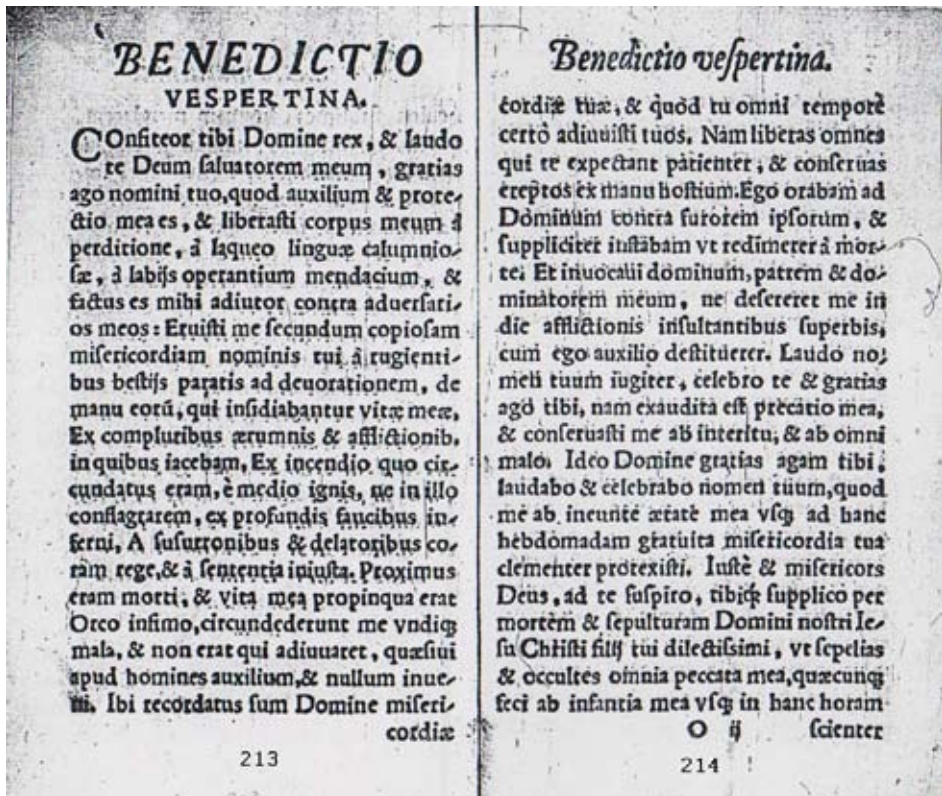 BENEDICTIO
VESPERTINA.
COnfiteor tibi Domine rex, & laudo
te Deum saluatorem meum, gratias
ago nomini tuo, quod auxilium & prote-
ctio mea es, & liberasti corpus meum á
perditione, á laqueo linguæ calumnio-
sæ, á labijs operantium mendacium, &
factus es mihi adiutor contra aduersari-
os meos: Eruisti me secundum copiosam
misericordiam nominis tui à rugienti-
bus bestijs paratis ad deuorationem, de
manu eorũ, qui insidiabantur vitæ meæ,
Ex compluribus ærumnis & afflictionib.
in quibus iacebam, Ex incendio quo cir-
cundatus eram, è medio ignis, ne in illo
conflagrarem, ex profundis faucibus in-
ferni, A susurronibus & delatoribus co-
ram rege, & á sententia iniusta. Proximus
eram morti, & vita mea propinqua erat
Orco infimo, circundederunt me vndiqꝫ
mala, & non erat qui adiuuaret, quæsiui
apud homines auxilium, & nullum inue-
ni. Ibi recordatus sum Domine miseri-
cordiæ
213
Benedictio vespertina.
cordiæ tuæ, & quòd tu omni tempore
certò adiuuisti tuos. Nam liberas omnes
qui te expectant patienter, & conseruas
ereptos ex manu hostium. Ego orabam ad
Dominum contra furorem ipsorum, &
suppliciter instabam vt redimerer á mor-
te. Et inuocaui dominum, patrem & do-
minatorem meum, ne desereret me in
die afflictionis insultantibus superbis,
cum ego auxilio destituerer. Laudo no-
men tuum iugiter, celebro te & gratias
ago tibi, nam exaudita est precatio mea,
& conseruasti me ab interitu, & ab omni
malo. Ideo Domine gratias agam tibi,
laudabo & celebrabo nomen tuum, quod
me ab ineunte ætate mea vsqꝫ ad hanc
hebdomadam gratuita misericordia tua
clementer protexisti. Iustè & misericors
Deus, ad te suspiro, tibiqꝫ supplico per
mortem & sepulturam Domini nostri Ie-
su Christi filij tui dilectissimi, vt sepelias
& occultes omnia peccata mea, quæcunqꝫ
feci ab infantia mea vsqꝫ in hanc horam
O ij scienter
214